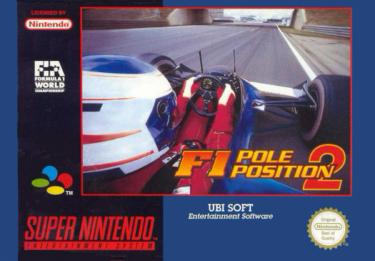 LICENSED BY
Nintendo
FIA
FORMULA 1
WORLD
CHAMPIONSHIP
F1 POLE
POSITION 2
TM
UBI SOFT
Entertainment Software
SUPER NINTENDO
ENTERTAINMENT SYSTEM
Original
Nintendo
Seal of
Quality